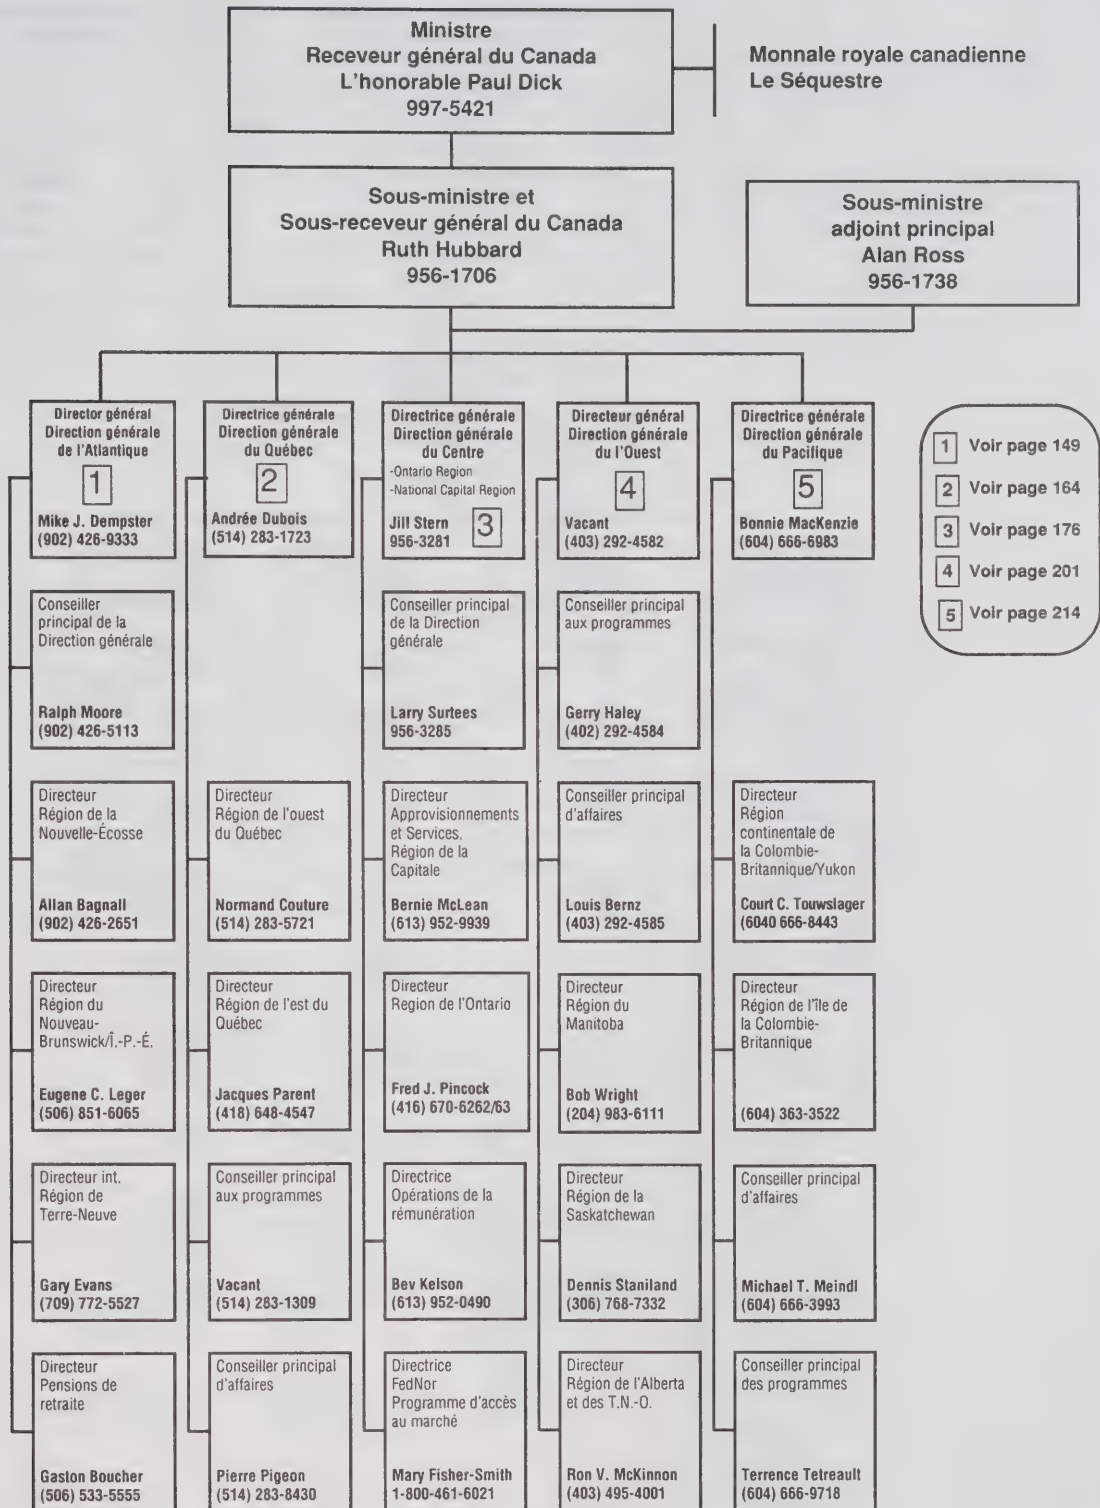 Ministre
Receveur général du Canada
L'honorable Paul Dick
997-5421
Monnale royale canadienne
Le Séquestre
Sous-ministre et
Sous-receveur général du Canada
Ruth Hubbard
956-1706
Sous-ministre
adjoint principal
Alan Ross
956-1738
Director général
Direction générale
de l'Atlantique
1
Mike J. Dempster
(902) 426-9333
Directrice générale
Direction générale
du Québec
2
Andrée Dubois
(514) 283-1723
Directrice générale
Direction générale
du Centre
-Ontario Region
-National Capital Region
Jill Stern
956-3281
3
Directeur général
Direction générale
du l'Ouest
4
Vacant
(403) 292-4582
Directrice générale
Direction générale
du Pacifique
5
Bonnie MacKenzie
(604) 666-6983
1 Voir page 149
2 Voir page 164
3 Voir page 176
4 Voir page 201
5 Voir page 214
Conseiller
principal de la
Direction générale
Ralph Moore
(902) 426-5113
Conseiller principal
de la Direction
générale
Larry Surtees
956-3285
Conseiller principal
aux programmes
Gerry Haley
(402) 292-4584
Directeur
Région de la
Nouvelle-Écosse
Allan Bagnall
(902) 426-2651
Directeur
Région de l'ouest
du Québec
Normand Couture
(514) 283-5721
Directeur
Approvisionnements
et Services,
Région de la
Capitale
Bernie McLean
(613) 952-9939
Conseiller principal
d'affaires
Louis Bernz
(403) 292-4585
Directeur
Région
continentale de
la Colombie-
Britannique/Yukon
Court C. Touwslager
(6040 666-8443
Directeur
Région du
Nouveau-
Brunswick/Î.-P.-É.
Eugene C. Leger
(506) 851-6065
Directeur
Région de l'est du
Québec
Jacques Parent
(418) 648-4547
Directeur
Region de l'Ontario
Fred J. Pincock
(416) 670-6262/63
Directeur
Région du
Manitoba
Bob Wright
(204) 983-6111
Directeur
Région de l'île de
la Colombie-
Britannique
(604) 363-3522
Directeur int.
Région de
Terre-Neuve
Gary Evans
(709) 772-5527
Conseiller principal
aux programmes
Vacant
(514) 283-1309
Directrice
Opérations de la
rémunération
Bev Kelson
(613) 952-0490
Directeur
Région de la
Saskatchewan
Dennis Staniland
(306) 768-7332
Conseiller principal
d'affaires
Michael T. Meindl
(604) 666-3993
Directeur
Pensions de
retraite
Gaston Boucher
(506) 533-5555
Conseiller principal
d'affaires
Pierre Pigeon
(514) 283-8430
Directrice
FedNor
Programme d'accès
au marché
Mary Fisher-Smith
1-800-461-6021
Directeur
Région de l'Alberta
et des T.N.-O.
Ron V. McKinnon
(403) 495-4001
Conseiller principal
des programmes
Terrence Tetreault
(604) 666-9718